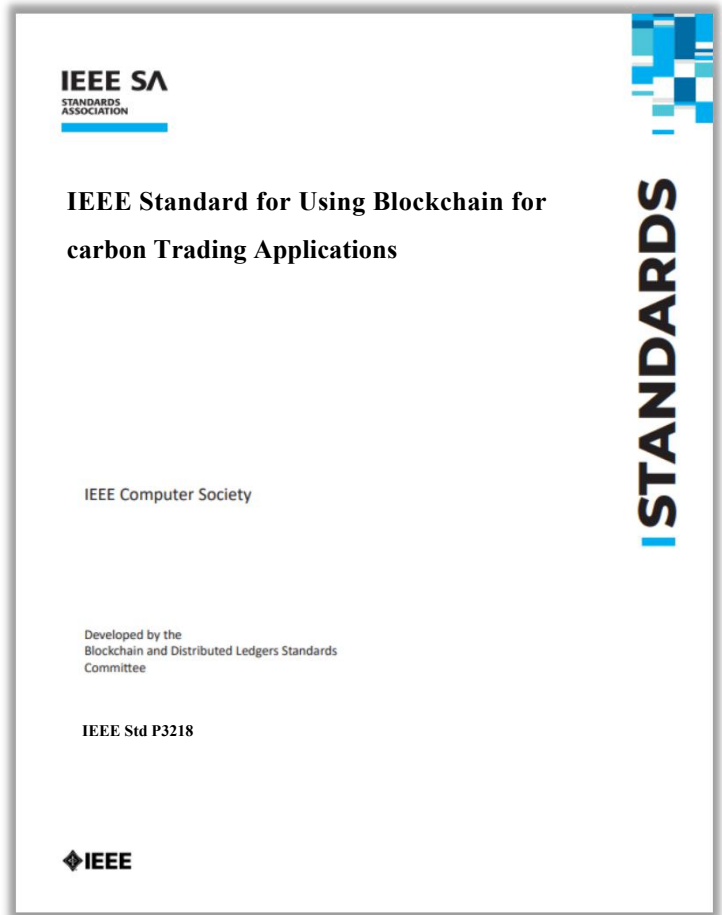 IEEE SA
STANDARDS
ASSOCIATION
IEEE Standard for Using Blockchain for
carbon Trading Applications
STANDARDS
IEEE Computer Society
Developed by the
Blockchain and Distributed Ledgers Standards
Committee
IEEE Std P3218
IEEE